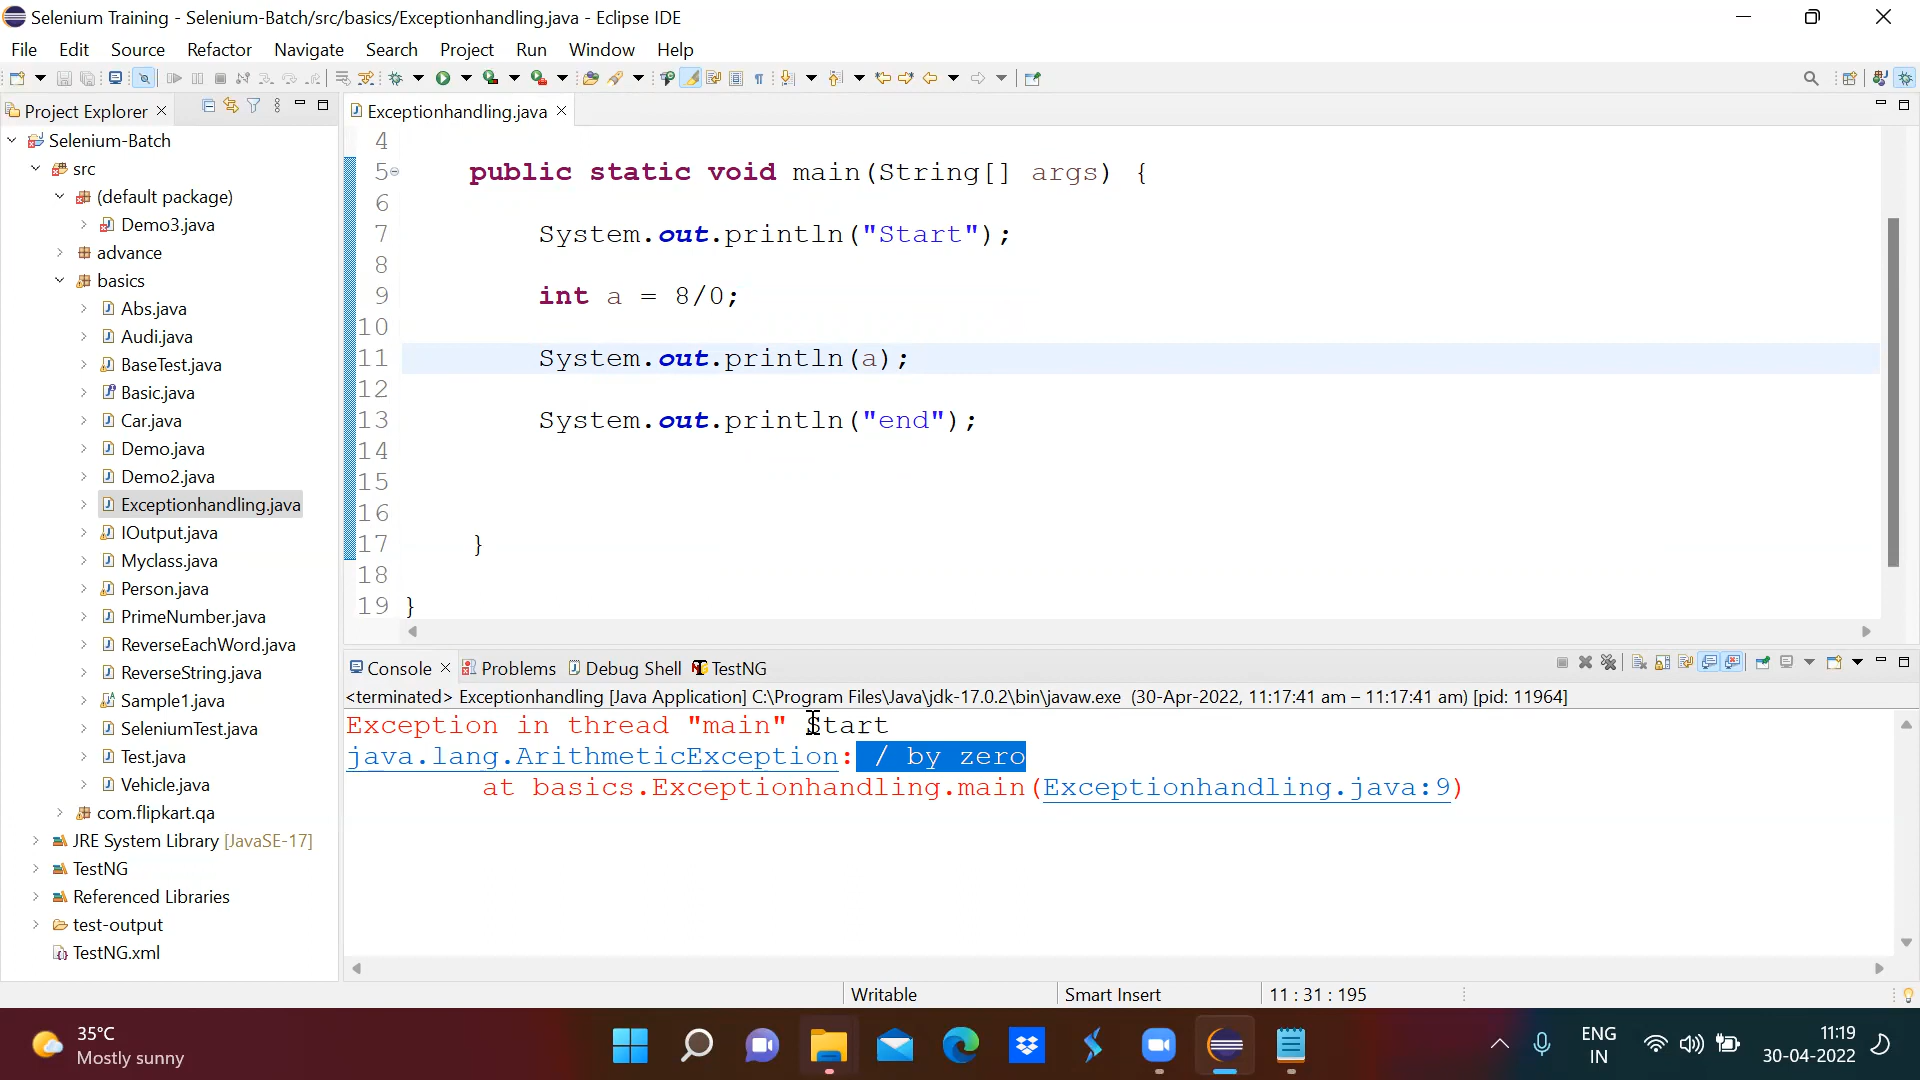 Selenium Training - Selenium-Batch/src/basics/Exceptionhandling.java - Eclipse IDE
File Edit Source Refactor Navigate Search Project Run Window Help
Project Explorer
Selenium-Batch
src
(default package)
Demo3.java
advance
basics
Abs.java
Audi.java
BaseTest.java
Basic.java
Car.java
Demo.java
Demo2.java
Exceptionhandling.java
IOutput.java
Myclass.java
Person.java
PrimeNumber.java
ReverseEachWord.java
ReverseString.java
Sample1.java
SeleniumTest.java
Test.java
Vehicle.java
com.flipkart.qa
JRE System Library [JavaSE-17]
TestNG
Referenced Libraries
test-output
TestNG.xml
Exceptionhandling.java
4
5 public static void main(String[] args) {
6
7 System.out.println("Start");
8
9 int a = 8/0;
10
11 System.out.println(a);
12
13 System.out.println("end");
14
15
16
17 }
18
19 }
Console Problems Debug Shell TestNG
<terminated> Exceptionhandling [Java Application] C:\Program Files\Java\jdk-17.0.2\bin\javaw.exe (30-Apr-2022, 11:17:41 am – 11:17:41 am) [pid: 11964]
Exception in thread "main" Start
java.lang.ArithmeticException: / by zero
at basics.Exceptionhandling.main(Exceptionhandling.java:9)
Writable Smart Insert 11 : 31 : 195
35°C
Mostly sunny
ENG
IN
11:19
30-04-2022